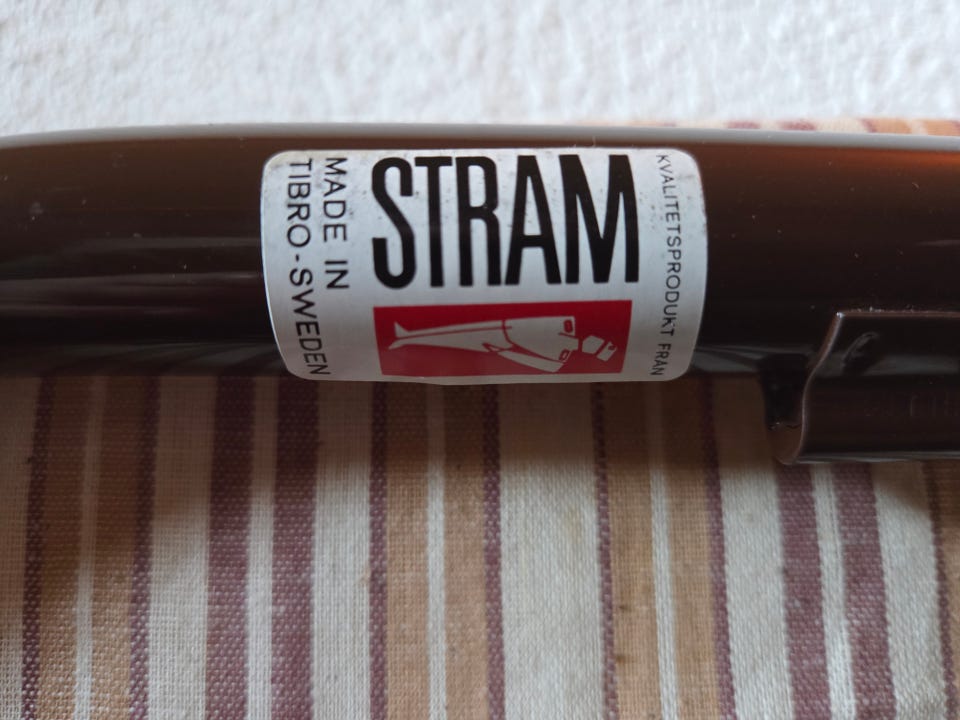 KVALITETSPRODUKT FRÅN
STRAM
MADE IN
TIBRO-SWEDEN